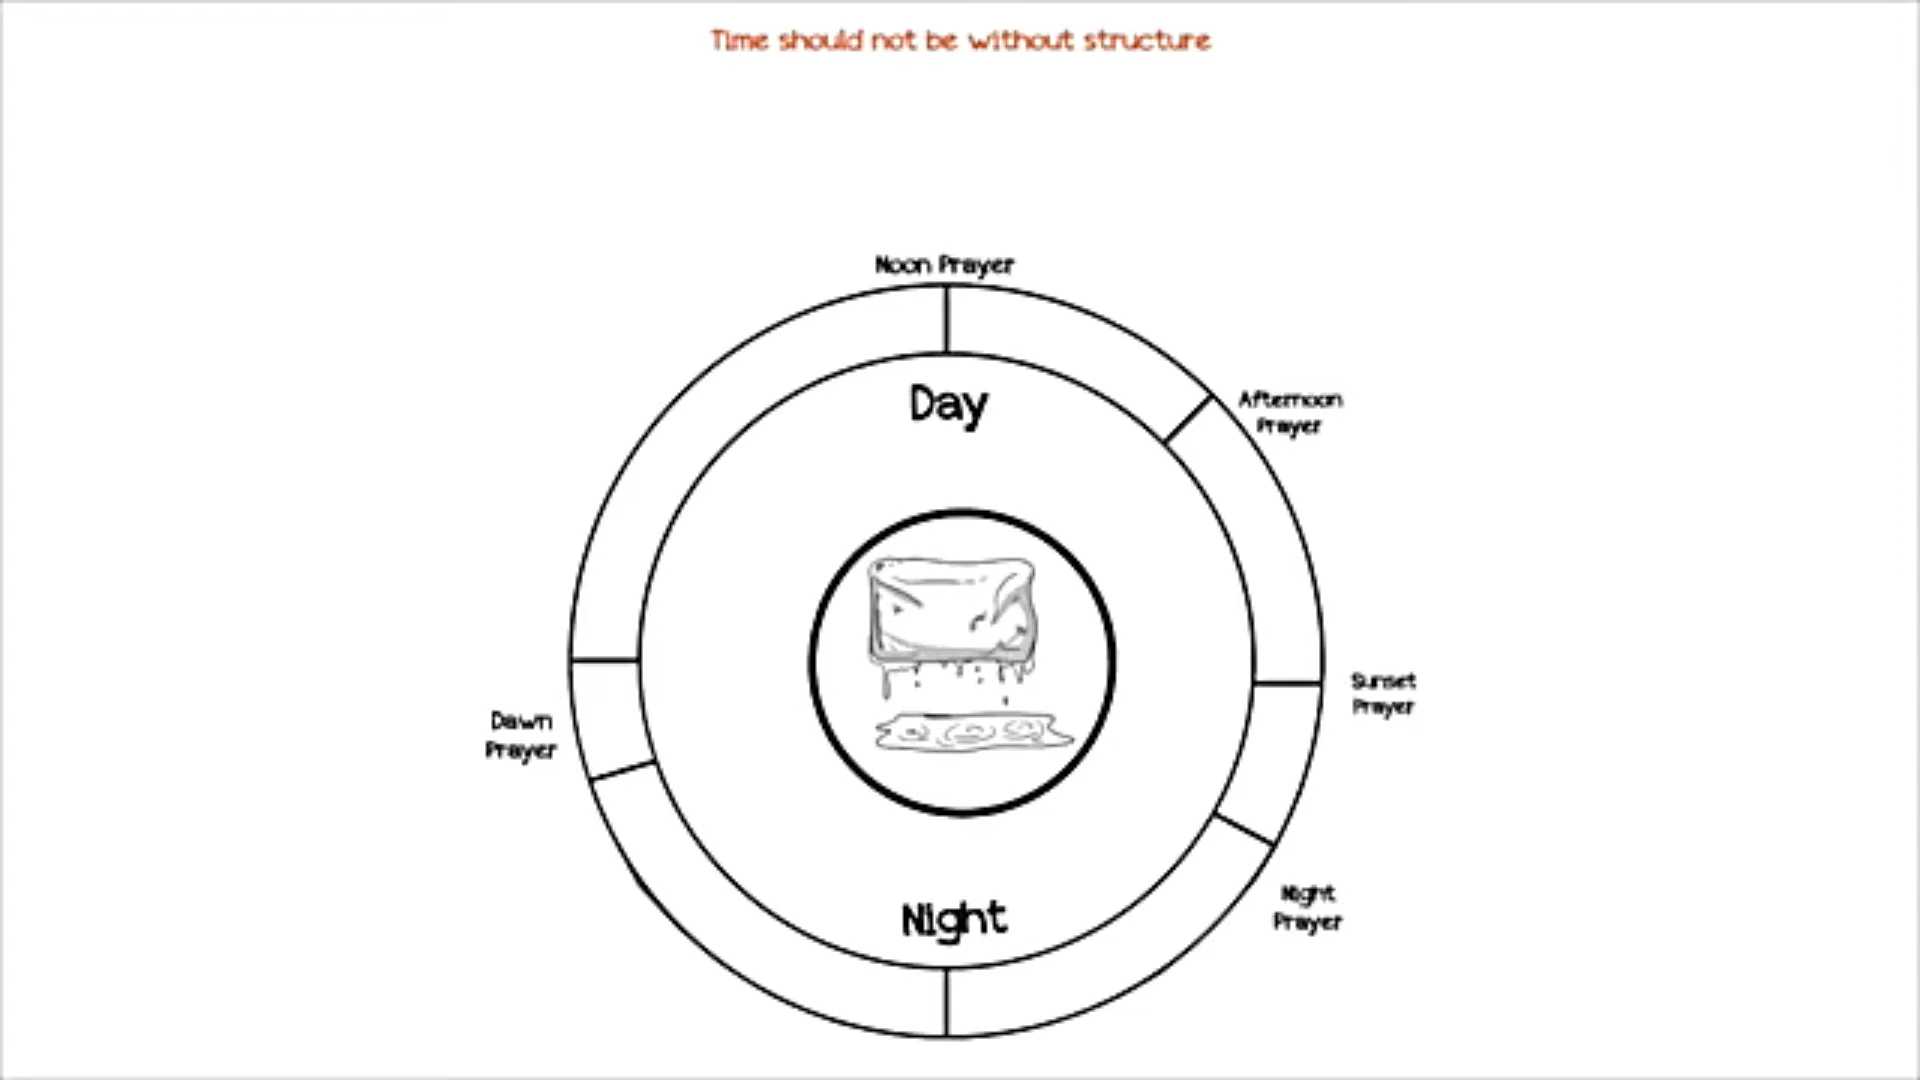 Time should not be without structure
Noon Prayer
Day
Afternoon
Prayer
Sunset
Prayer
Dawn
Prayer
Night
Prayer
Night